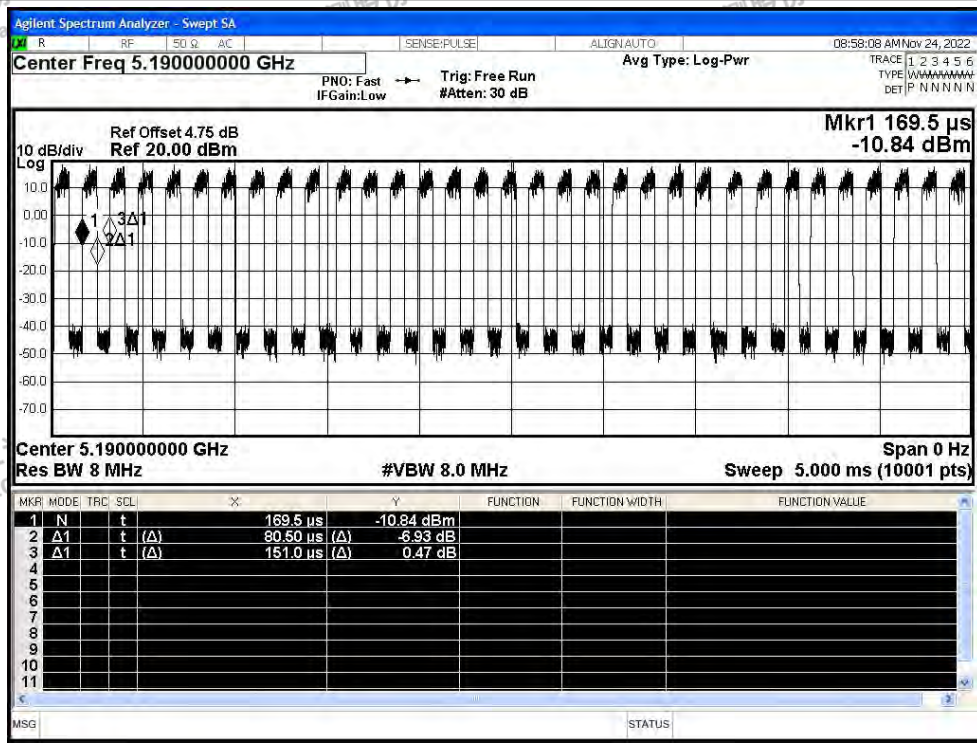 Agilent Spectrum Analyzer - Swept SA
R RF 50 Ω AC SENSE:PULSE ALIGN AUTO 08:58:08 AM Nov 24, 2022
Center Freq 5.190000000 GHz
PNO: Fast
IFGain:Low
Trig: Free Run
#Atten: 30 dB
Avg Type: Log-Pwr
TRACE 1 2 3 4 5 6
TYPE
DET P N N N N N
Mkr1 169.5 µs
-10.84 dBm
Ref Offset 4.75 dB
10 dB/div Ref 20.00 dBm
Log
10.0
0.00
-10.0
-20.0
-30.0
-40.0
-50.0
-60.0
-70.0
1
3Δ1
2Δ1
Center 5.190000000 GHz Span 0 Hz
Res BW 8 MHz #VBW 8.0 MHz Sweep 5.000 ms (10001 pts)
MKR MODE TRC SCL X Y FUNCTION FUNCTION WIDTH FUNCTION VALUE
1 N t 169.5 µs -10.84 dBm
2 Δ1 t (Δ) 80.50 µs (Δ) -6.93 dB
3 Δ1 t (Δ) 151.0 µs (Δ) 0.47 dB
4
5
6
7
8
9
10
11
MSG STATUS